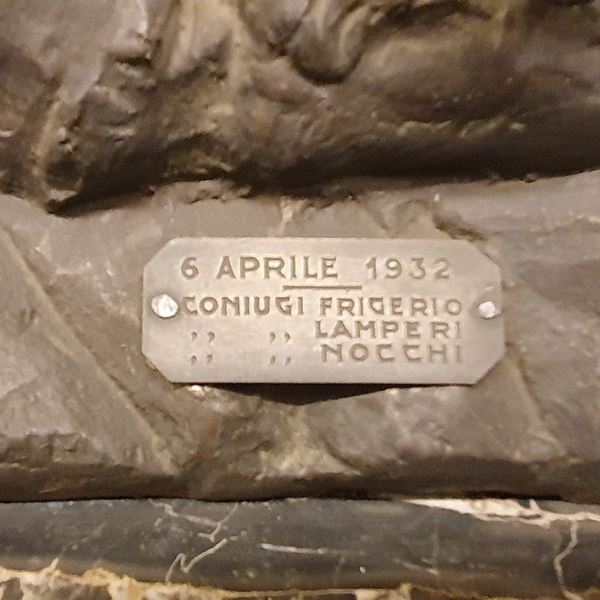 6 APRILE 1932
CONIUGI FRIGERIO
,, ,, LAMPERI
,, ,, NOCCHI